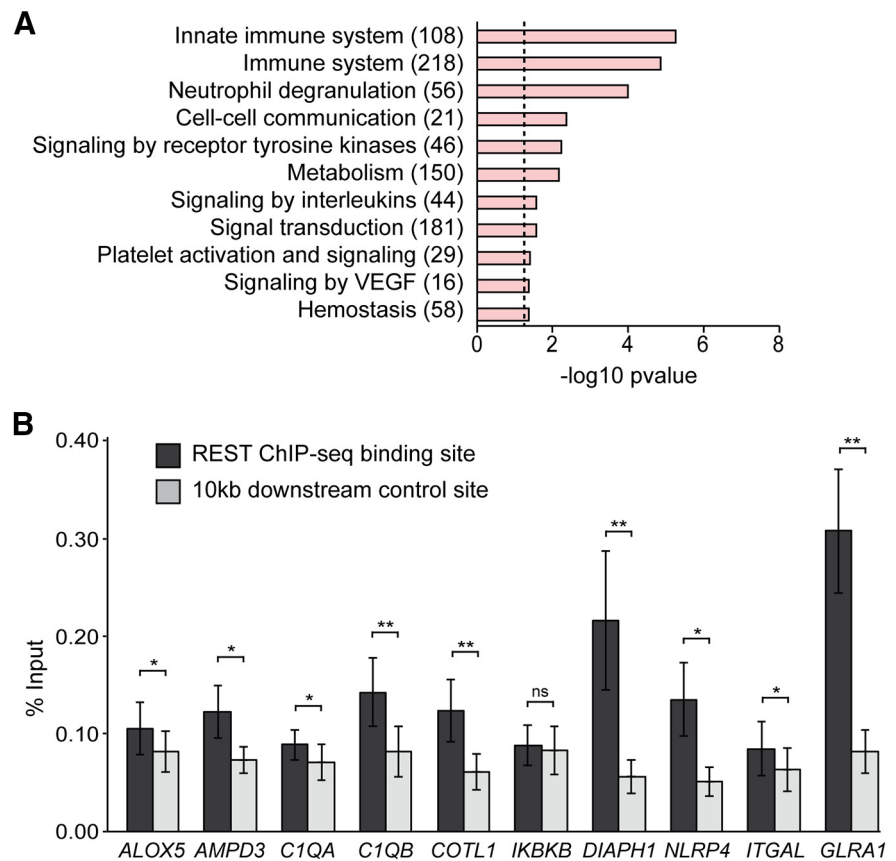 A
Innate immune system (108)
Immune system (218)
Neutrophil degranulation (56)
Cell-cell communication (21)
Signaling by receptor tyrosine kinases (46)
Metabolism (150)
Signaling by interleukins (44)
Signal transduction (181)
Platelet activation and signaling (29)
Signaling by VEGF (16)
Hemostasis (58)
0 2 4 6 8
-log10 pvalue
B
REST ChIP-seq binding site
10kb downstream control site
% Input
0.40
0.30
0.20
0.10
0.00
* * * ** ** ns ** * * **
ALOX5 AMPD3 C1QA C1QB COTL1 IKBKB DIAPH1 NLRP4 ITGAL GLRA1